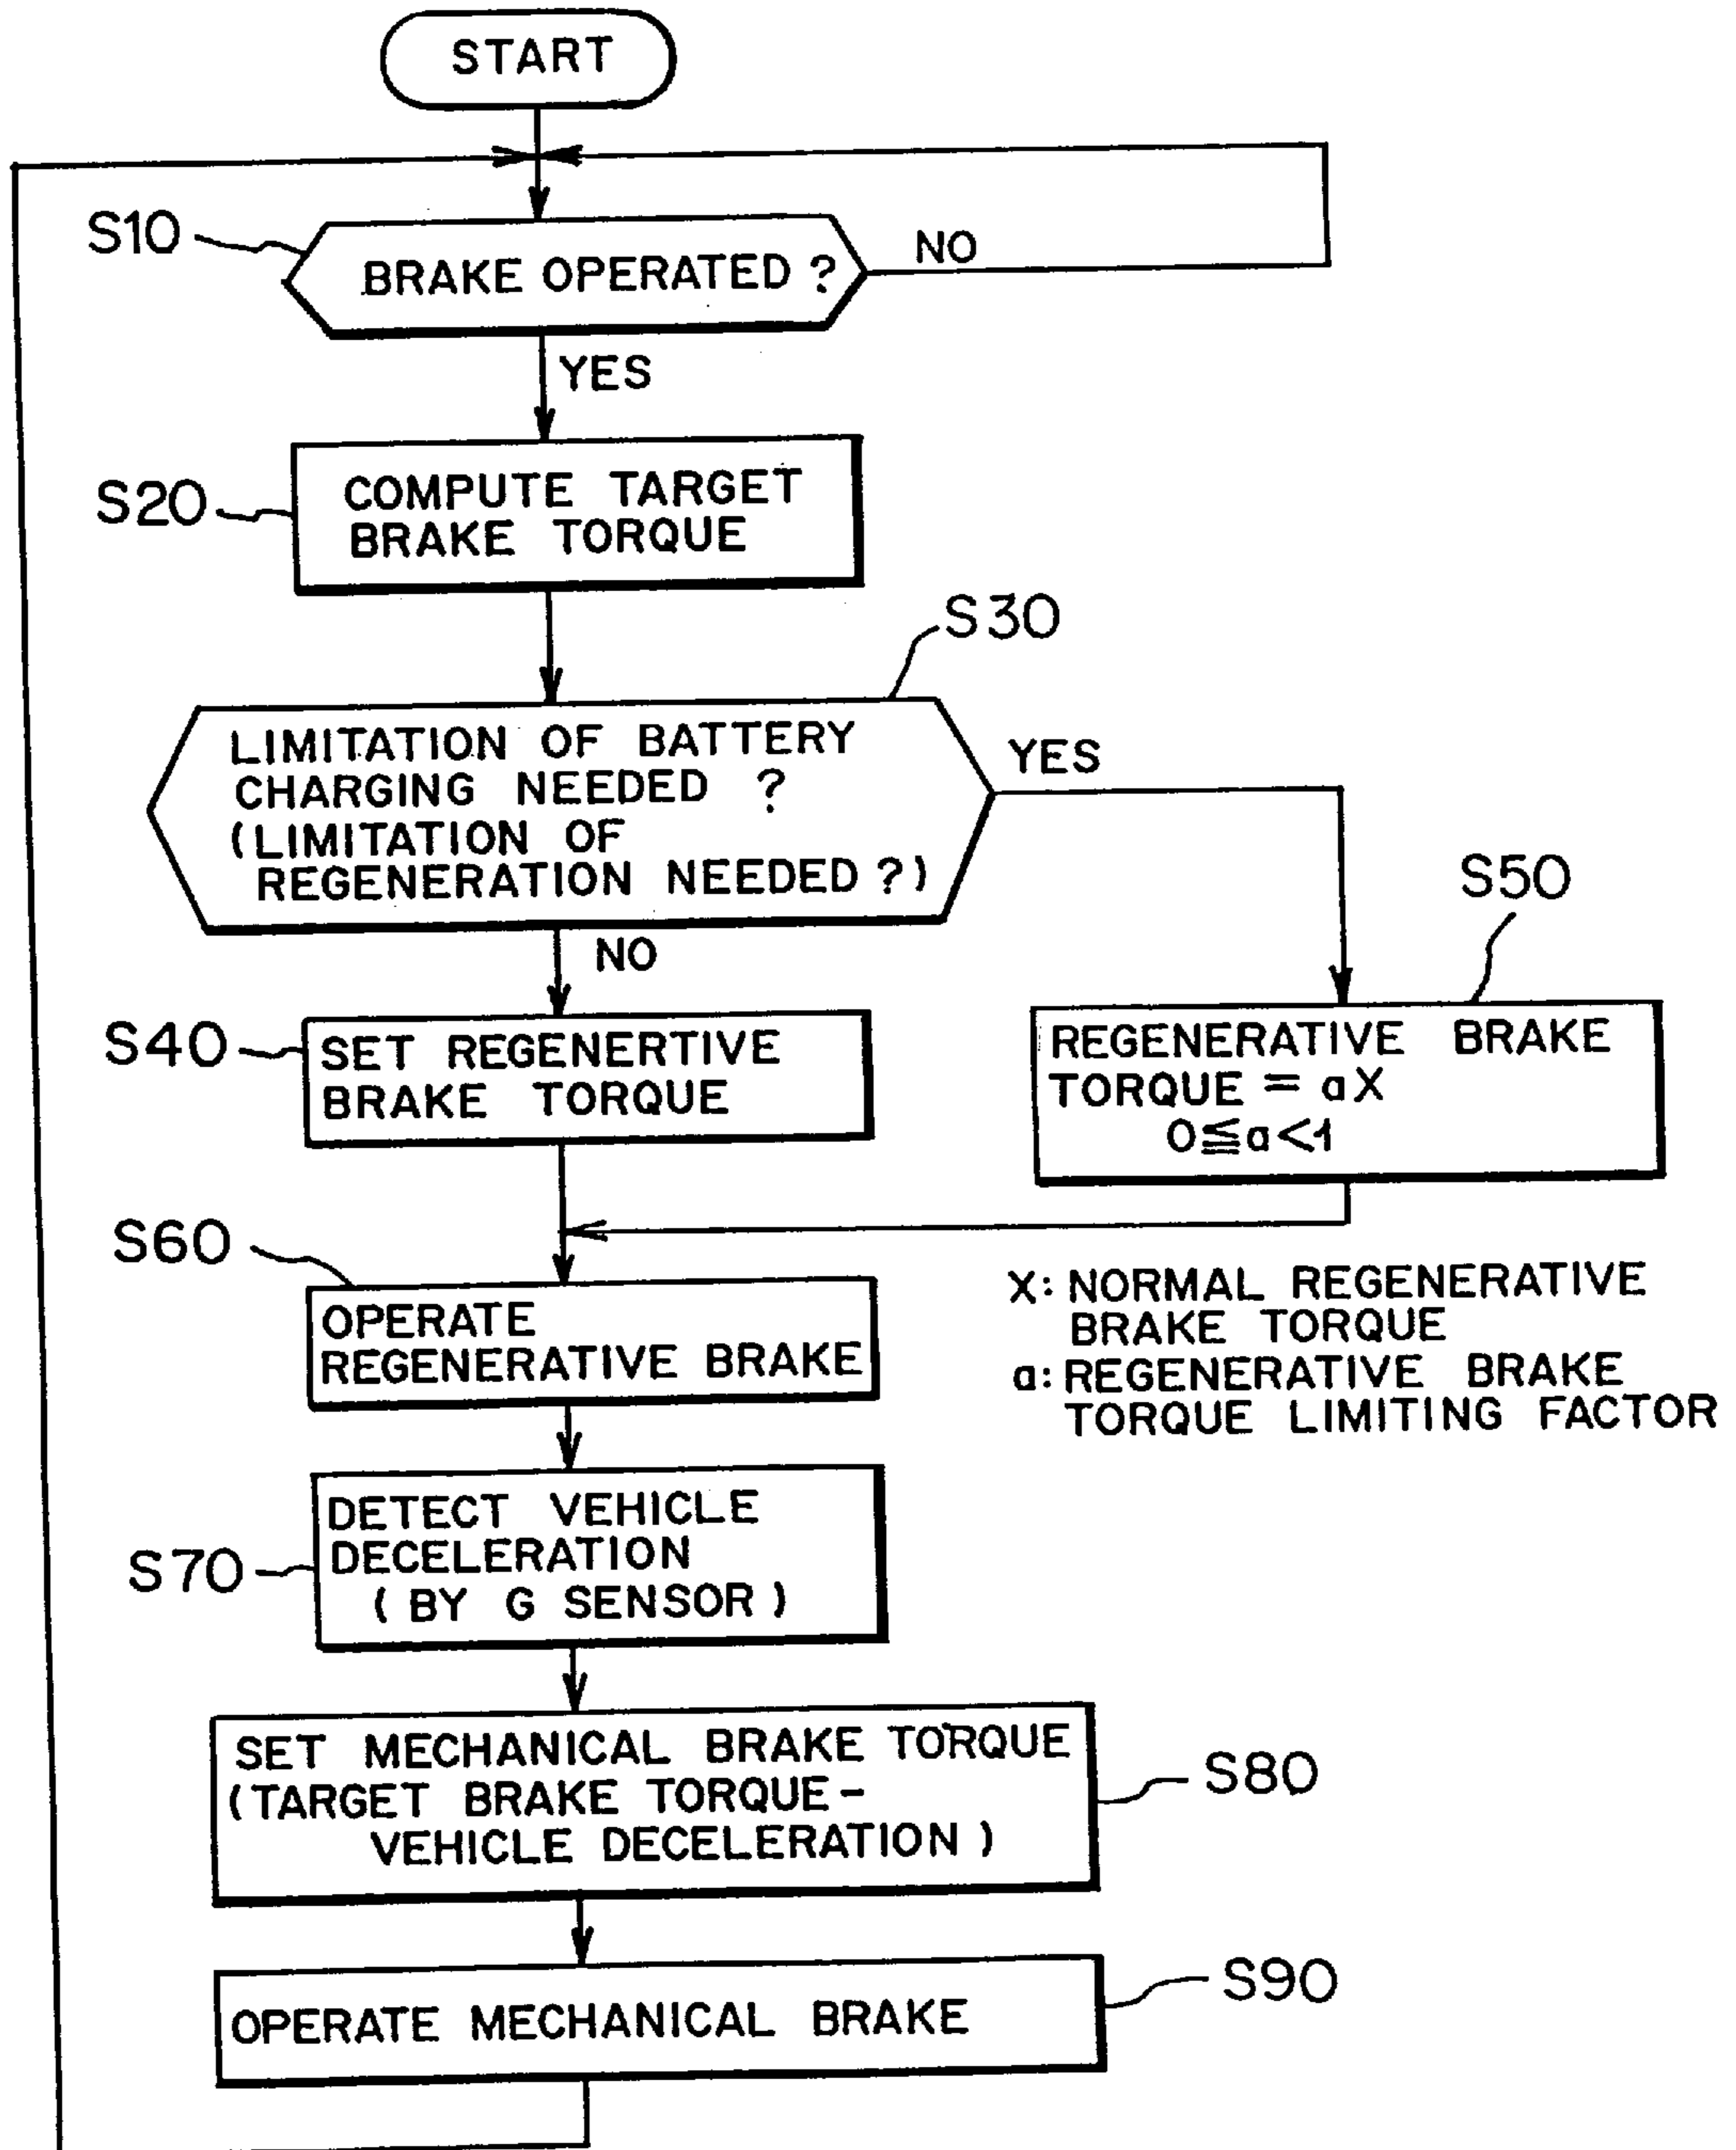 START
S10
BRAKE OPERATED ?
NO
YES
S20
COMPUTE TARGET
BRAKE TORQUE
S30
LIMITATION OF BATTERY
CHARGING NEEDED ?
(LIMITATION OF
REGENERATION NEEDED ?)
YES
NO
S40
SET REGENERTIVE
BRAKE TORQUE
S50
REGENERATIVE BRAKE
TORQUE = aX
0≦a<1
S60
OPERATE
REGENERATIVE BRAKE
X: NORMAL REGENERATIVE
BRAKE TORQUE
a: REGENERATIVE BRAKE
TORQUE LIMITING FACTOR
S70
DETECT VEHICLE
DECELERATION
( BY G SENSOR )
SET MECHANICAL BRAKE TORQUE
(TARGET BRAKE TORQUE-
VEHICLE DECELERATION )
S80
OPERATE MECHANICAL BRAKE
S90